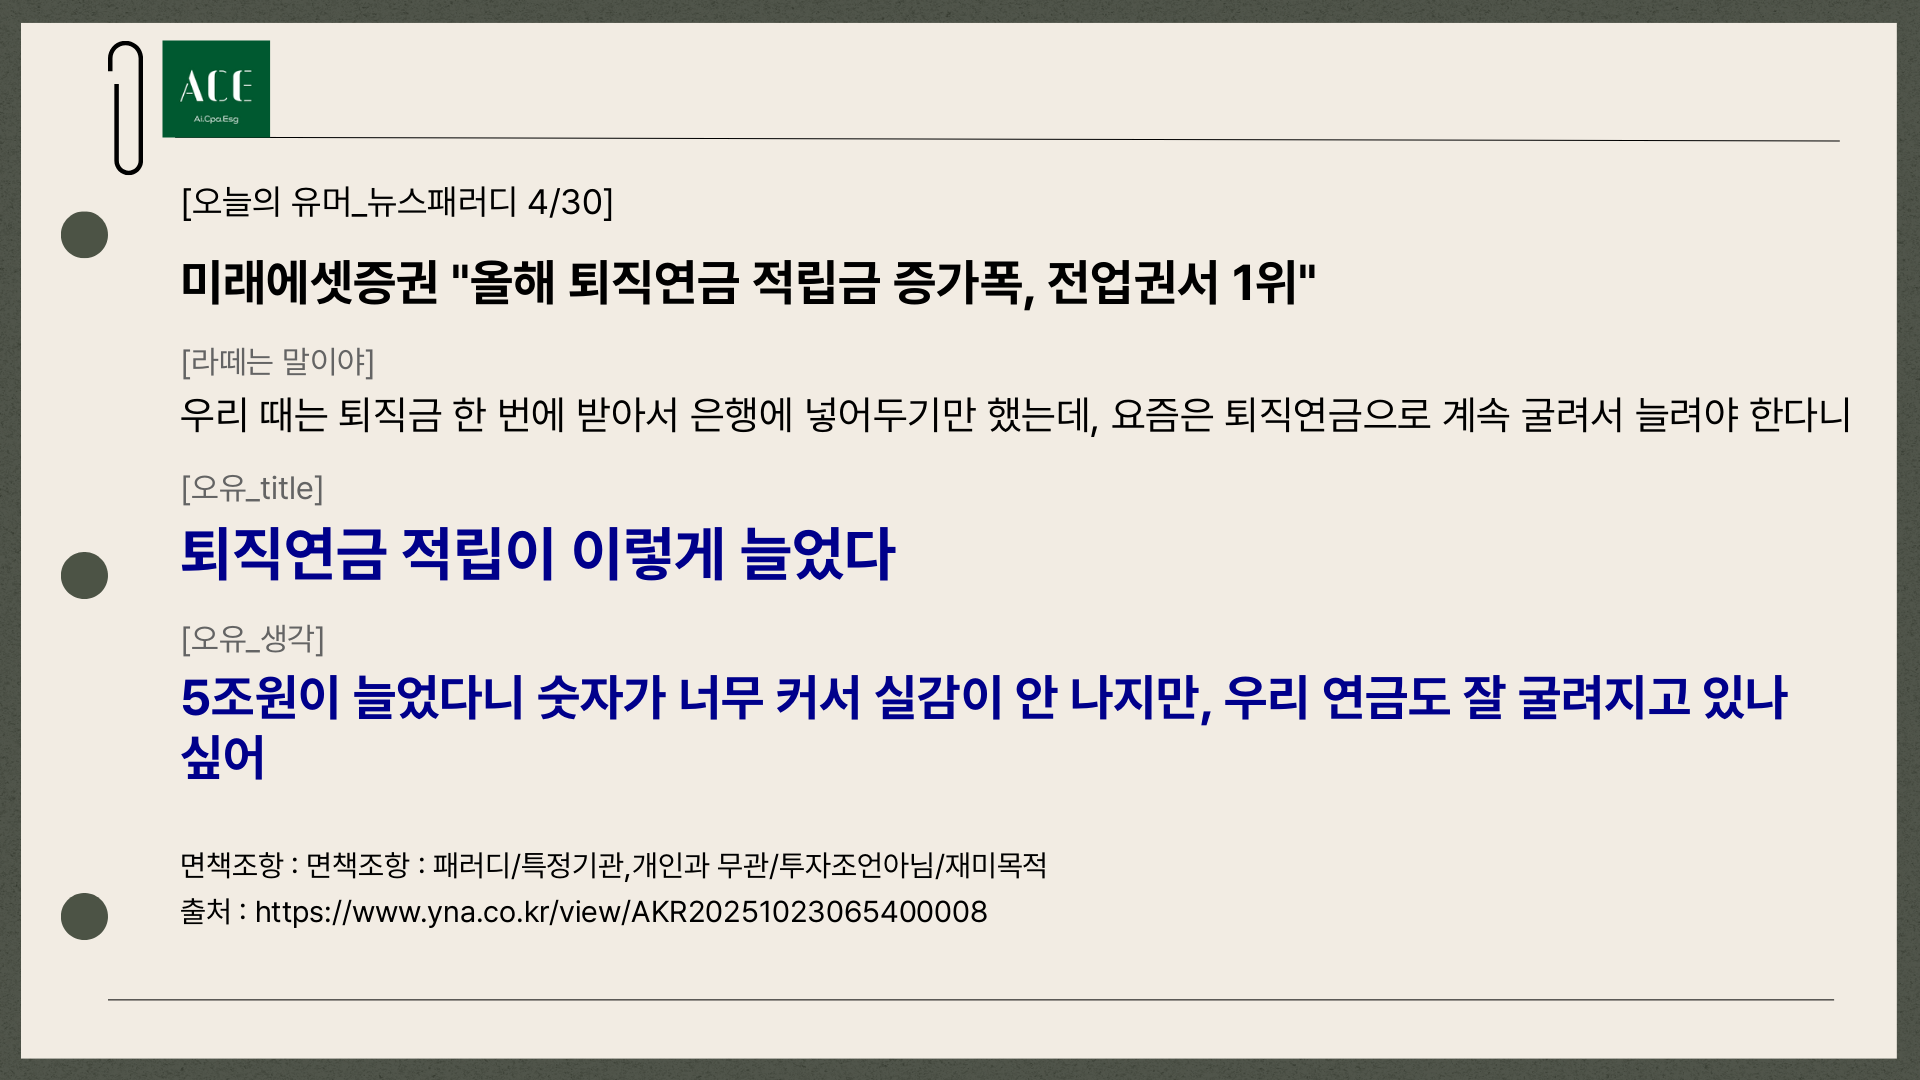 ACE
Ai.Cpa.Esg
[오늘의 유머_뉴스패러디 4/30]
미래에셋증권 "올해 퇴직연금 적립금 증가폭, 전업권서 1위"
[라떼는 말이야]
우리 때는 퇴직금 한 번에 받아서 은행에 넣어두기만 했는데, 요즘은 퇴직연금으로 계속 굴려서 늘려야 한다니
[오유_title]
퇴직연금 적립이 이렇게 늘었다
[오유_생각]
5조원이 늘었다니 숫자가 너무 커서 실감이 안 나지만, 우리 연금도 잘 굴려지고 있나
싶어
면책조항 : 면책조항 : 패러디/특정기관,개인과 무관/투자조언아님/재미목적
출처 : https://www.yna.co.kr/view/AKR20251023065400008